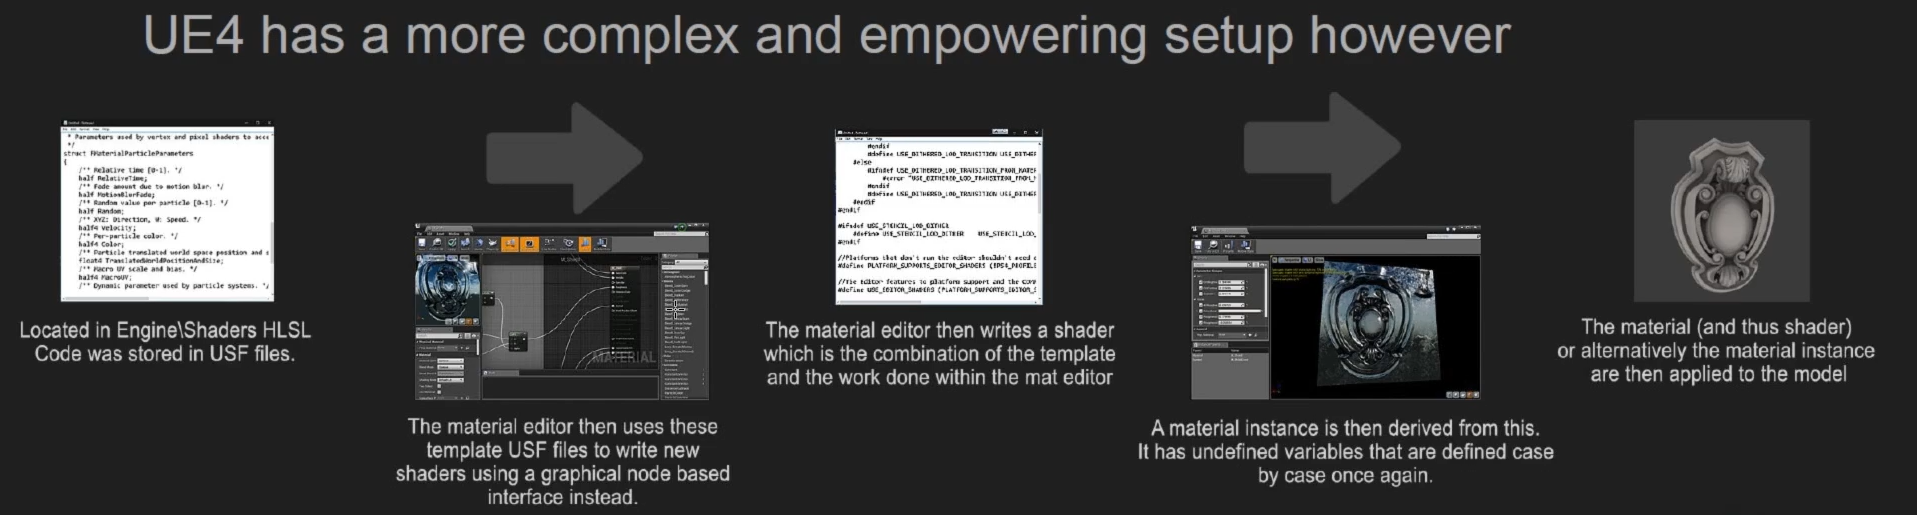 UE4 has a more complex and empowering setup however
* Parameters used by vertex and pixel shaders to acce
*/
struct FMaterialParticleParameters
{
/** Relative time [0-1]. */
half RelativeTime;
/** Fade amount due to motion blur. */
half MotionBlurFade;
/** Random value per particle [0-1]. */
half Random;
/** XYZ: Direction, W: Speed. */
half4 Velocity;
/** Per-particle color. */
half4 Color;
/** Particle translated world space position and s
float4 TranslatedWorldPositionAndSize;
/** Macro UV scale and bias. */
half4 MacroUV;
/** Dynamic parameter used by particle systems. */
Located in Engine\Shaders HLSL
Code was stored in USF files.
MATERIAL
The material editor then uses these
template USF files to write new
shaders using a graphical node based
interface instead.
#endif
#define USE_DITHERED_LOD_TRANSITION USE_DITHER
#else
#ifndef USE_DITHERED_LOD_TRANSITION_FROM_MATER
#error "USE_DITHERED_LOD_TRANSITION_FROM_
#endif
#define USE_DITHERED_LOD_TRANSITION USE_DITHER
#endif
#endif
#ifndef USE_STENCIL_LOD_DITHER
#define USE_STENCIL_LOD_DITHER USE_STENCIL_LOD_
#endif
//Platforms that don't run the editor shouldn't need
#define PLATFORM_SUPPORTS_EDITOR_SHADERS
//Tie editor features to platform support and the
#define USE_EDITOR_SHADERS (PLATFORM_SUPPORTS_EDITOR_S
The material editor then writes a shader
which is the combination of the template
and the work done within the mat editor
A material instance is then derived from this.
It has undefined variables that are defined case
by case once again.
The material (and thus shader)
or alternatively the material instance
are then applied to the model